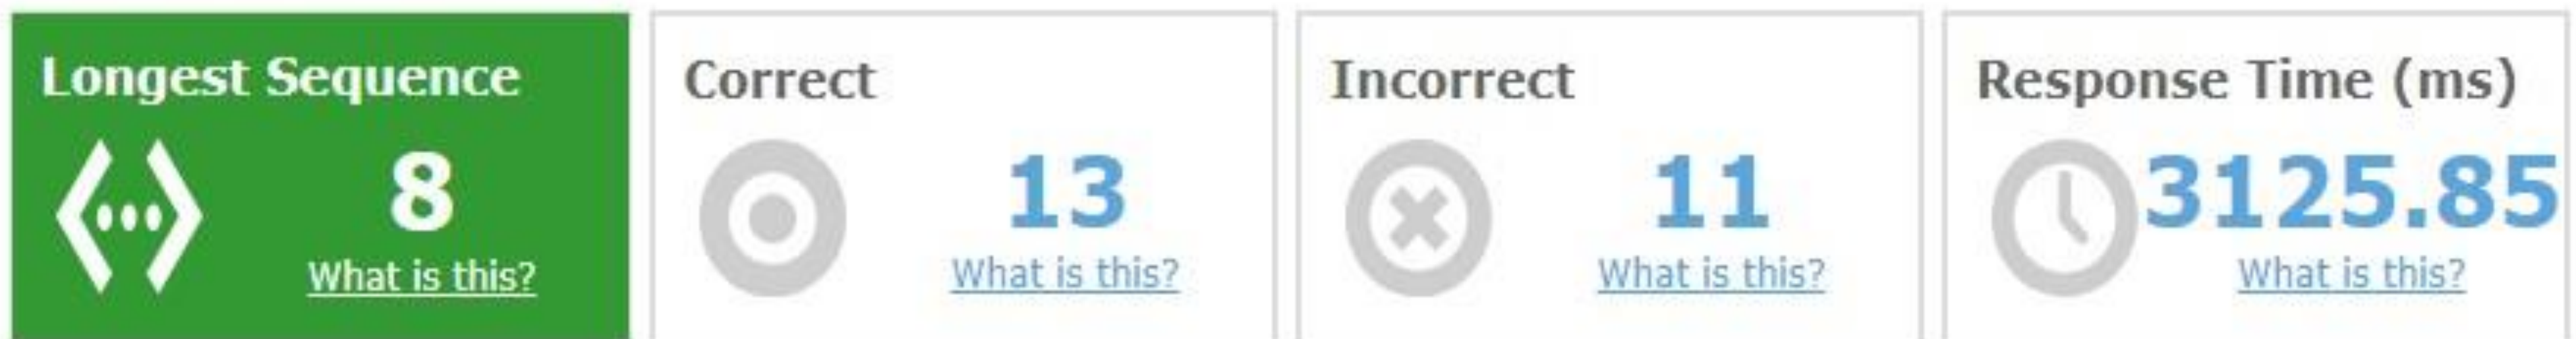 Longest Sequence
8
What is this?
Correct
13
What is this?
Incorrect
11
What is this?
Response Time (ms)
3125.85
What is this?